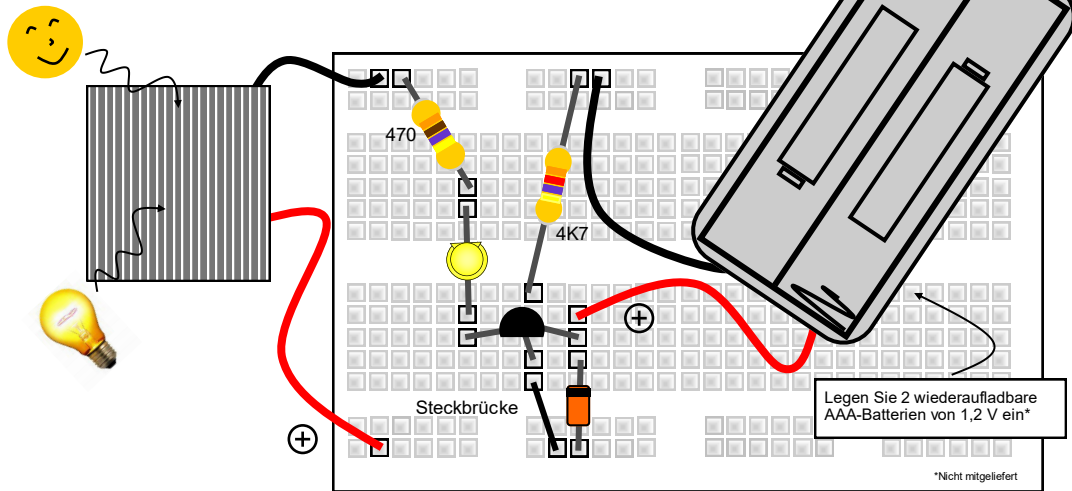 470
4K7
Steckbrücke
Legen Sie 2 wiederaufladbare
AAA-Batterien von 1,2 V ein*
*Nicht mitgeliefert